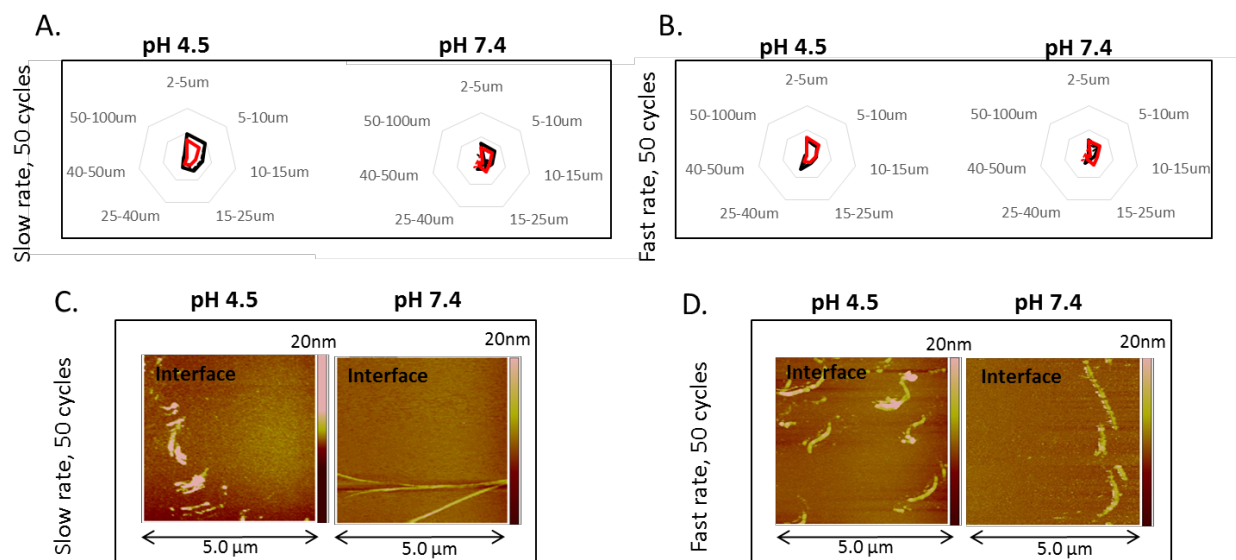 A.
pH 4.5
pH 7.4
Slow rate, 50 cycles
2-5um
5-10um
10-15um
15-25um
25-40um
40-50um
50-100um
2-5um
5-10um
10-15um
15-25um
25-40um
40-50um
50-100um
B.
pH 4.5
pH 7.4
Fast rate, 50 cycles
2-5um
5-10um
10-15um
15-25um
25-40um
40-50um
50-100um
2-5um
5-10um
10-15um
15-25um
25-40um
40-50um
50-100um
C.
pH 4.5
pH 7.4
Slow rate, 50 cycles
20nm
20nm
Interface
Interface
5.0 µm
5.0 µm
D.
pH 4.5
pH 7.4
Fast rate, 50 cycles
20nm
20nm
Interface
Interface
5.0 µm
5.0 µm